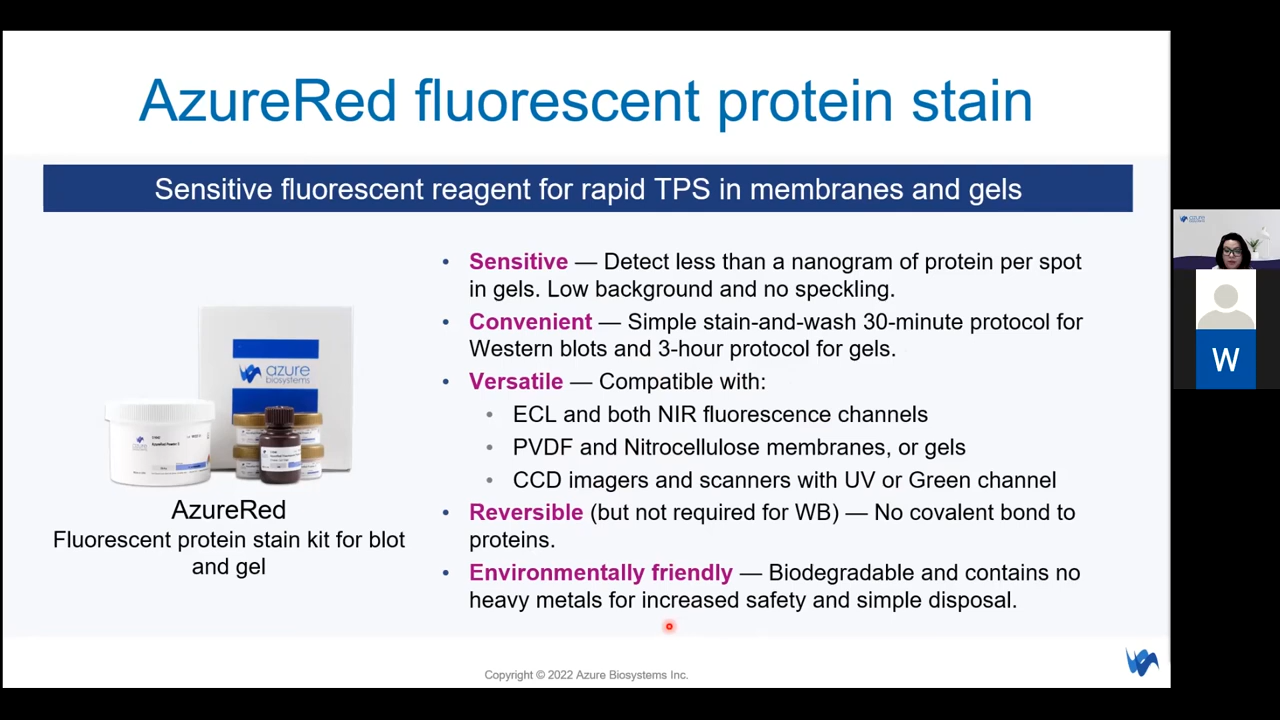 AzureRed fluorescent protein stain
Sensitive fluorescent reagent for rapid TPS in membranes and gels
azure
biosystems
AzureRed
Fluorescent protein stain kit for blot
and gel
• Sensitive — Detect less than a nanogram of protein per spot
in gels. Low background and no speckling.
• Convenient — Simple stain-and-wash 30-minute protocol for
Western blots and 3-hour protocol for gels.
• Versatile — Compatible with:
• ECL and both NIR fluorescence channels
• PVDF and Nitrocellulose membranes, or gels
• CCD imagers and scanners with UV or Green channel
• Reversible (but not required for WB) — No covalent bond to
proteins.
• Environmentally friendly — Biodegradable and contains no
heavy metals for increased safety and simple disposal.
Copyright © 2022 Azure Biosystems Inc.
W